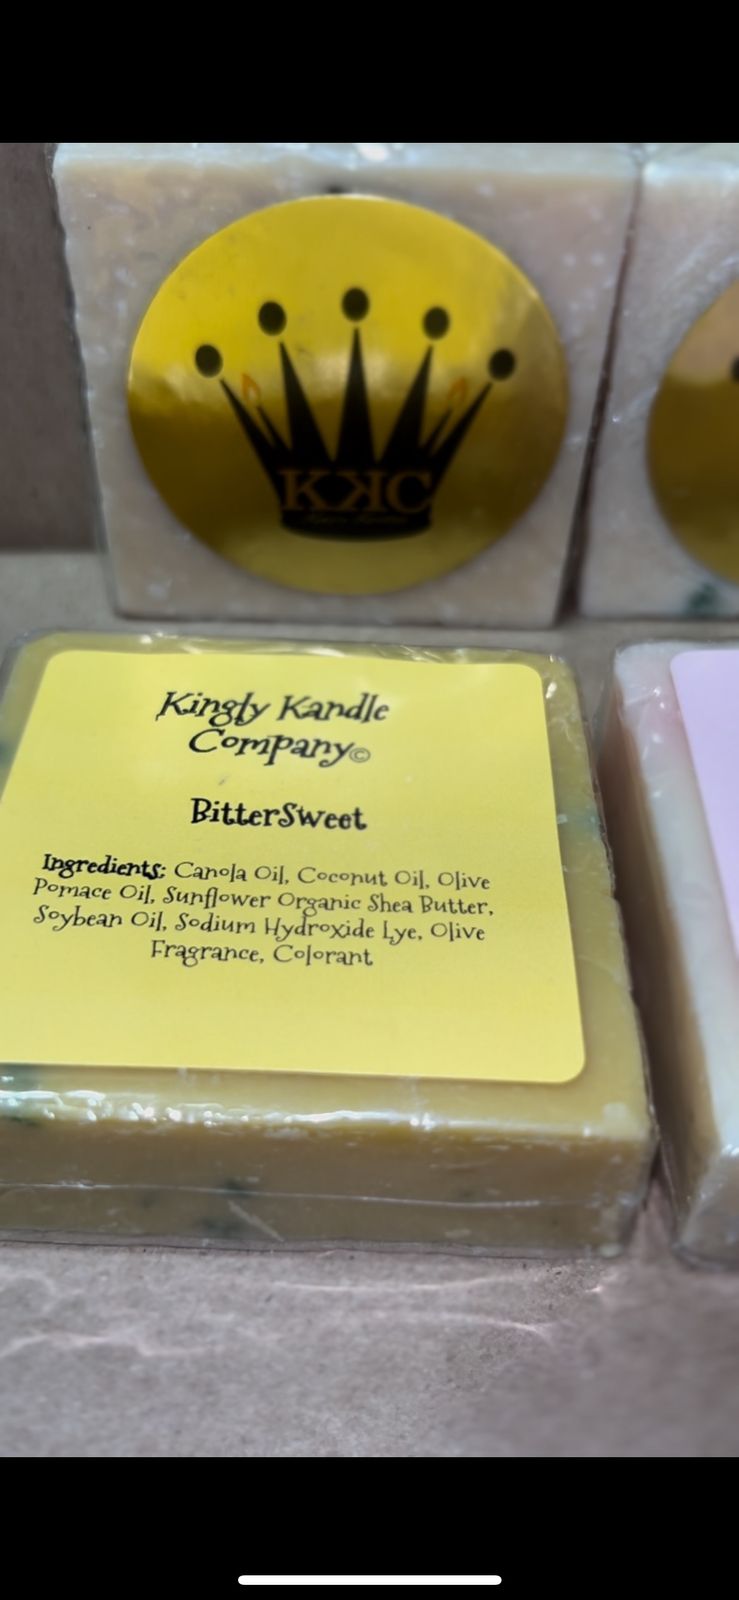 KKC
Kingly Kandle
Company©
BitterSweet
Ingredients: Canola Oil, Coconut Oil, Olive
Pomace Oil, Sunflower Organic Shea Butter,
Soybean Oil, Sodium Hydroxide Lye, Olive
Fragrance, Colorant